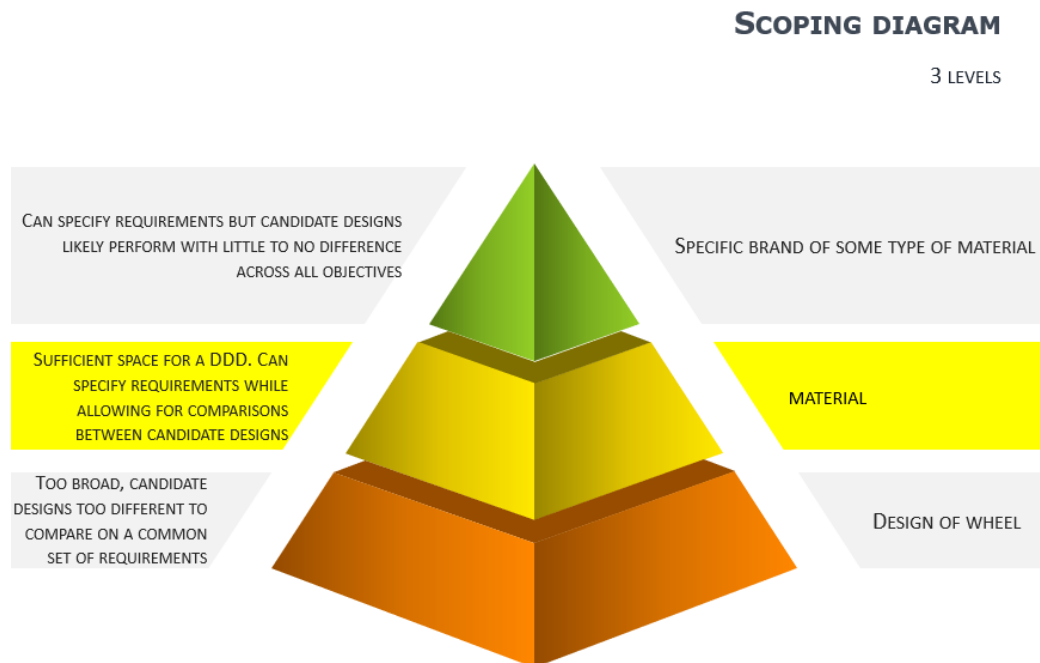 Scoping diagram
3 levels
Can specify requirements but candidate designs
likely perform with little to no difference
across all objectives
Specific brand of some type of material
Sufficient space for a DDD. Can
specify requirements while
allowing for comparisons
between candidate designs
material
Too broad, candidate
designs too different to
compare on a common
set of requirements
Design of wheel